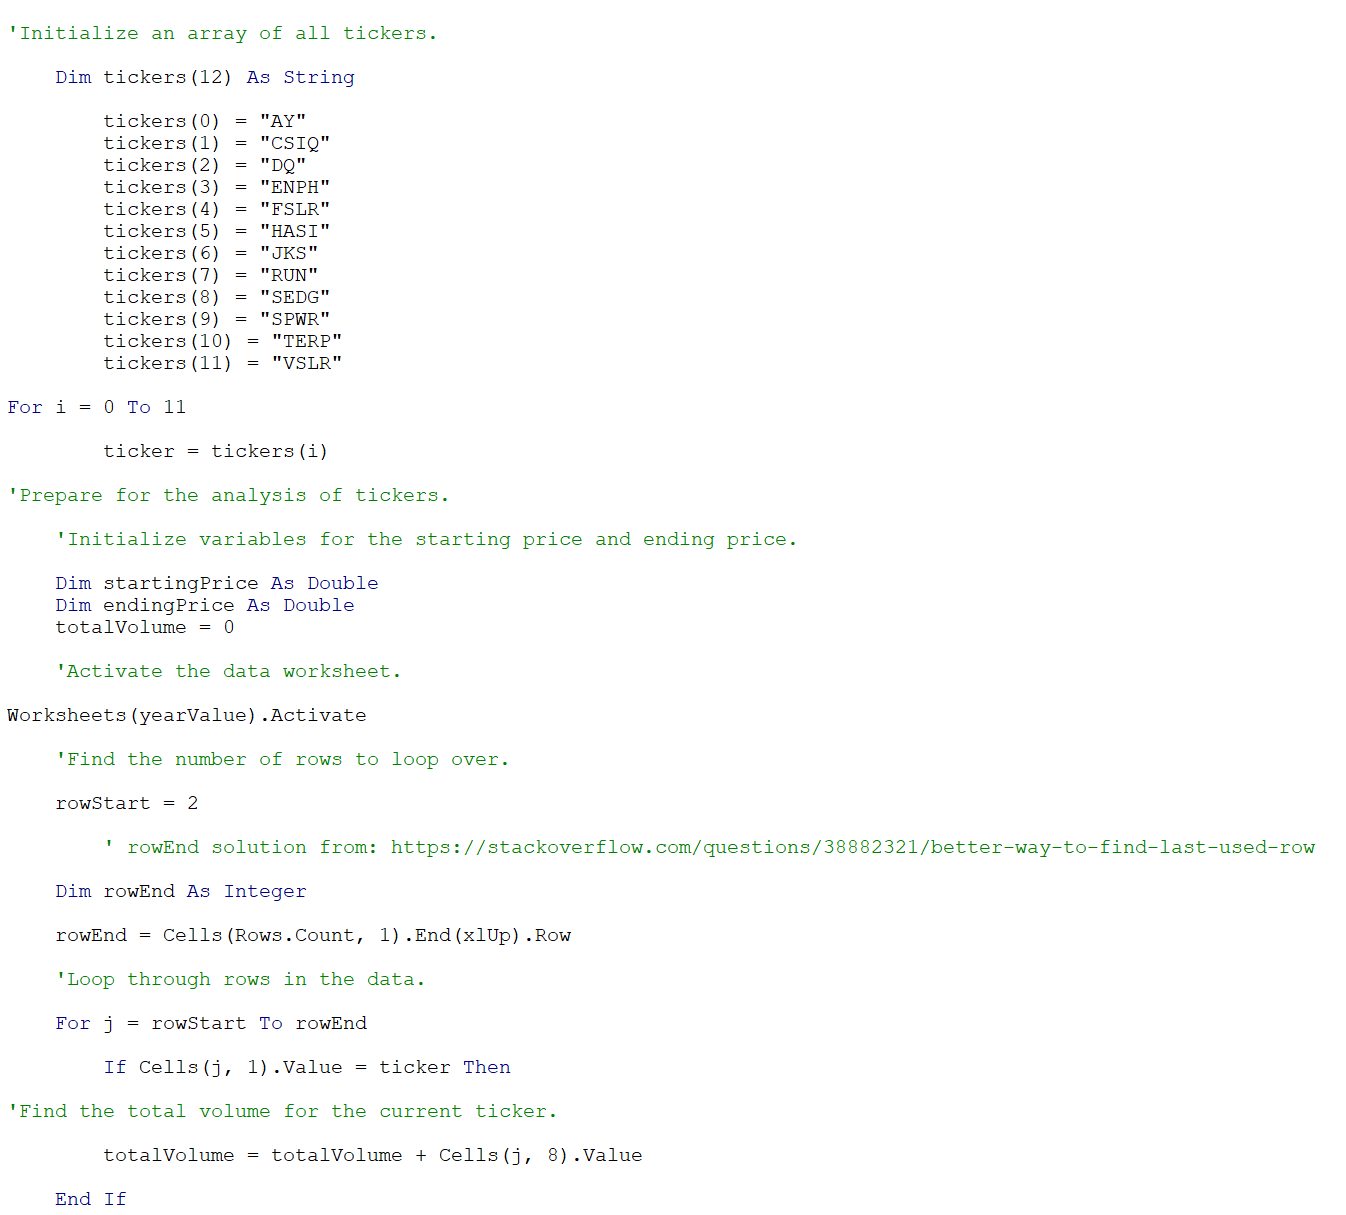 'Initialize an array of all tickers.
Dim tickers(12) As String
tickers(0) = "AY"
tickers(1) = "CSIQ"
tickers(2) = "DQ"
tickers(3) = "ENPH"
tickers(4) = "FSLR"
tickers(5) = "HASI"
tickers(6) = "JKS"
tickers(7) = "RUN"
tickers(8) = "SEDG"
tickers(9) = "SPWR"
tickers(10) = "TERP"
tickers(11) = "VSLR"
For i = 0 To 11
ticker = tickers(i)
'Prepare for the analysis of tickers.
'Initialize variables for the starting price and ending price.
Dim startingPrice As Double
Dim endingPrice As Double
totalVolume = 0
'Activate the data worksheet.
Worksheets(yearValue).Activate
'Find the number of rows to loop over.
rowStart = 2
' rowEnd solution from: https://stackoverflow.com/questions/38882321/better-way-to-find-last-used-row
Dim rowEnd As Integer
rowEnd = Cells(Rows.Count, 1).End(xlUp).Row
'Loop through rows in the data.
For j = rowStart To rowEnd
If Cells(j, 1).Value = ticker Then
'Find the total volume for the current ticker.
totalVolume = totalVolume + Cells(j, 8).Value
End If